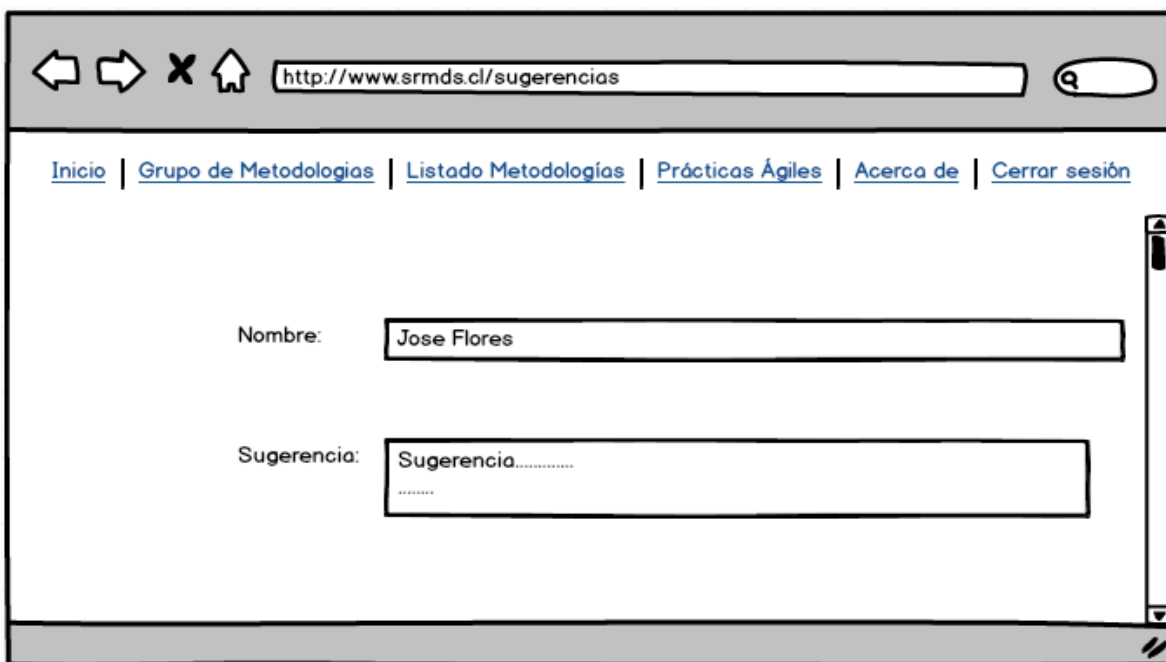 http://www.srmds.cl/sugerencias
Inicio | Grupo de Metodologias | Listado Metodologías | Prácticas Ágiles | Acerca de | Cerrar sesión
Nombre: Jose Flores
Sugerencia: Sugerencia..............
.........